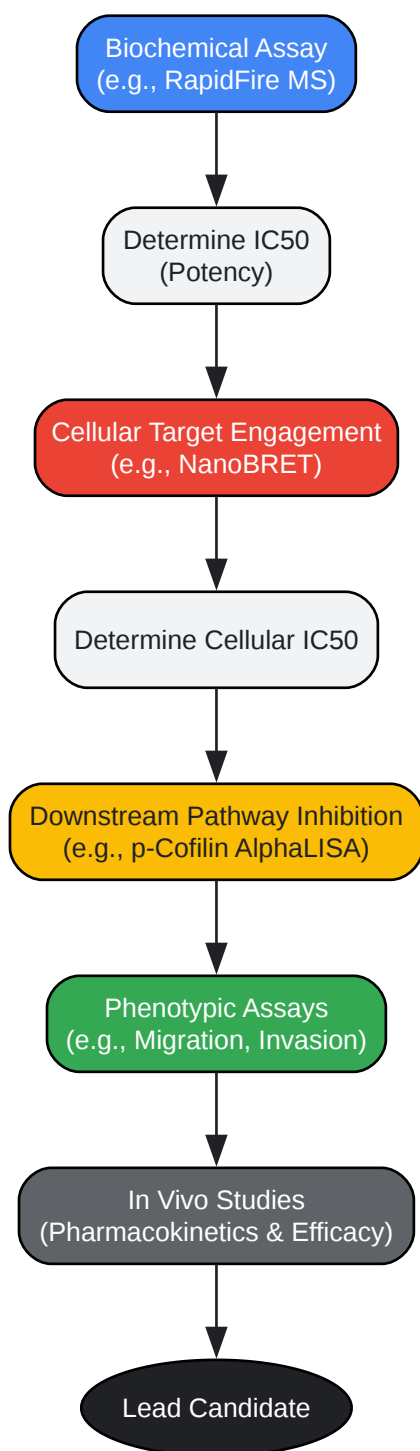 Biochemical Assay
(e.g., RapidFire MS)
Determine IC50
(Potency)
Cellular Target Engagement
(e.g., NanoBRET)
Determine Cellular IC50
Downstream Pathway Inhibition
(e.g., p-Cofilin AlphaLISA)
Phenotypic Assays
(e.g., Migration, Invasion)
In Vivo Studies
(Pharmacokinetics & Efficacy)
Lead Candidate